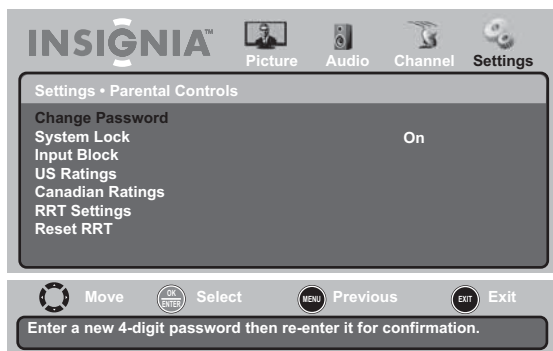 INSIGNIA™
Picture Audio Channel Settings
Settings • Parental Controls
Change Password
System Lock On
Input Block
US Ratings
Canadian Ratings
RRT Settings
Reset RRT
Move OK ENTER Select MENU Previous EXIT Exit
Enter a new 4-digit password then re-enter it for confirmation.